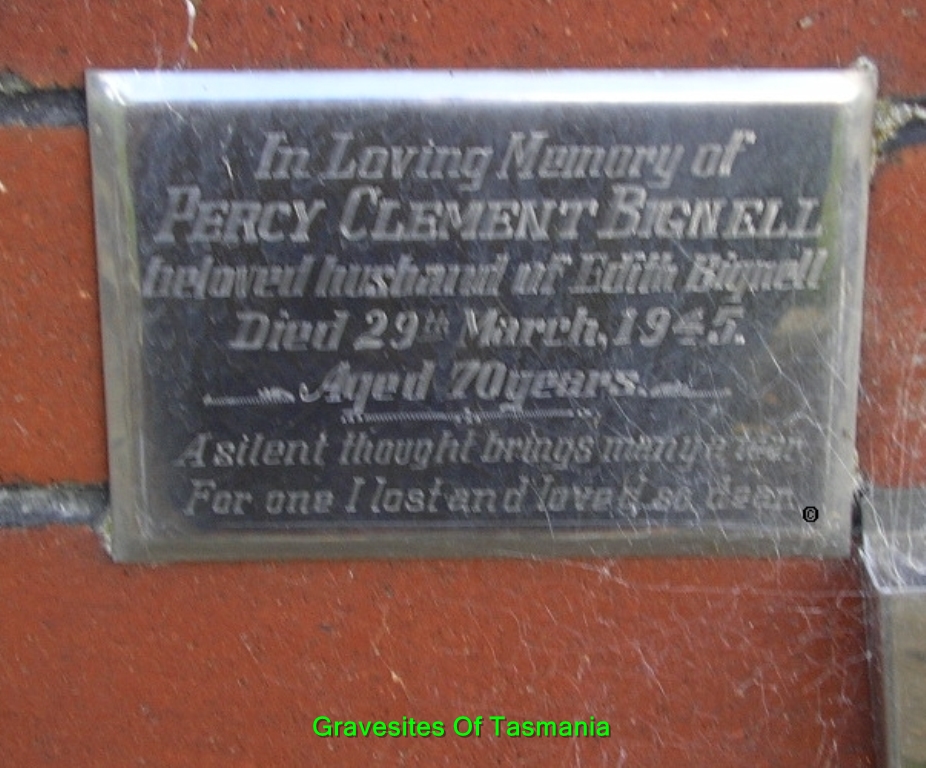 In Loving Memory of
PERCY CLEMENT BIGNELL
beloved husband of Edith Bignell
Died 29th March, 1945.
Aged 70 years.
A silent thought brings many a tear
For one I lost and loved so dear.
©
Gravesites Of Tasmania